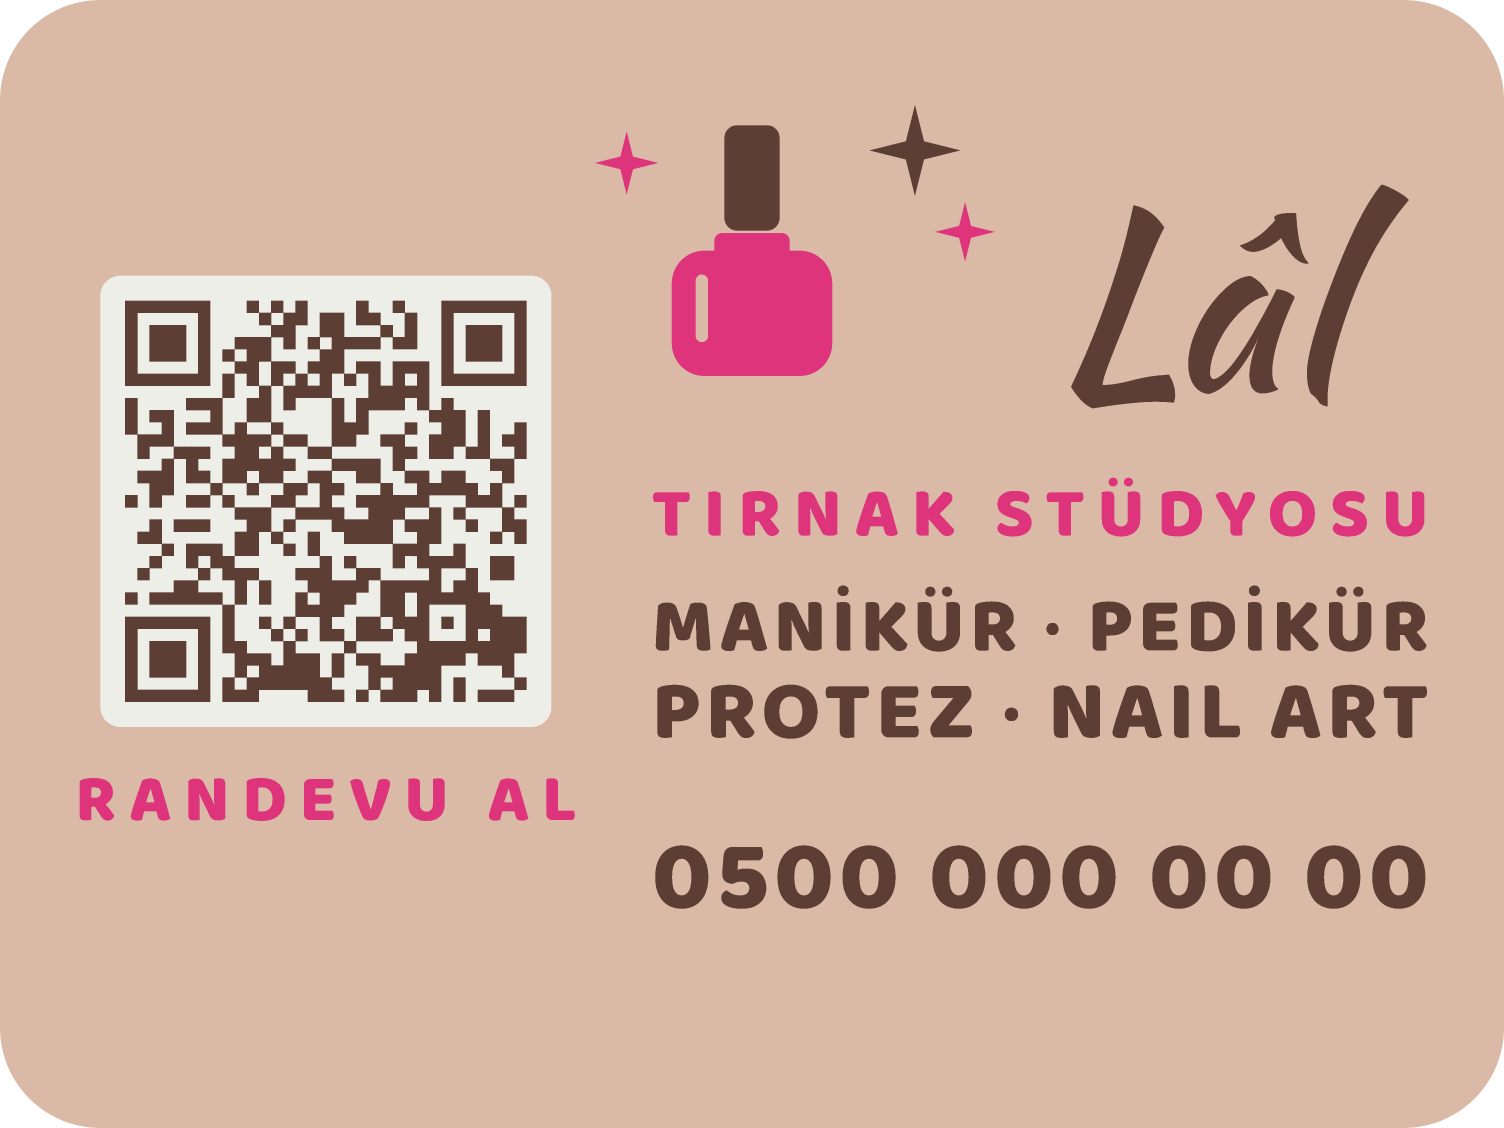 Lâl
TIRNAK STÜDYOSU
MANİKÜR · PEDİKÜR
PROTEZ · NAIL ART
RANDEVU AL
0500 000 00 00